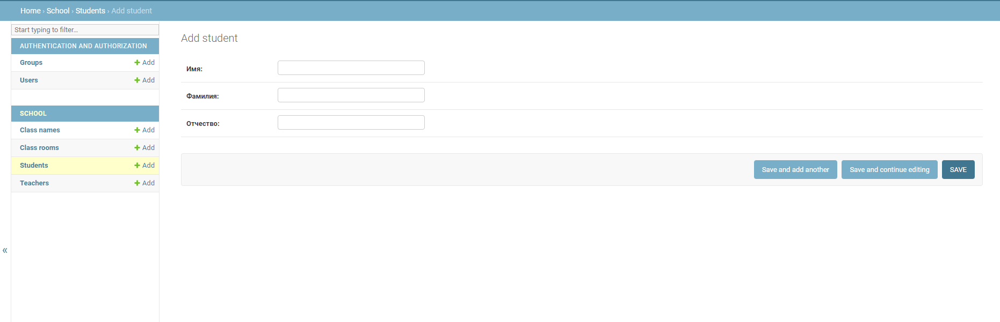 Home › School › Students › Add student
Start typing to filter...
AUTHENTICATION AND AUTHORIZATION
Groups + Add
Users + Add
SCHOOL
Class names + Add
Class rooms + Add
Students + Add
Teachers + Add
«
Add student
Имя:
Фамилия:
Отчество:
Save and add another Save and continue editing SAVE